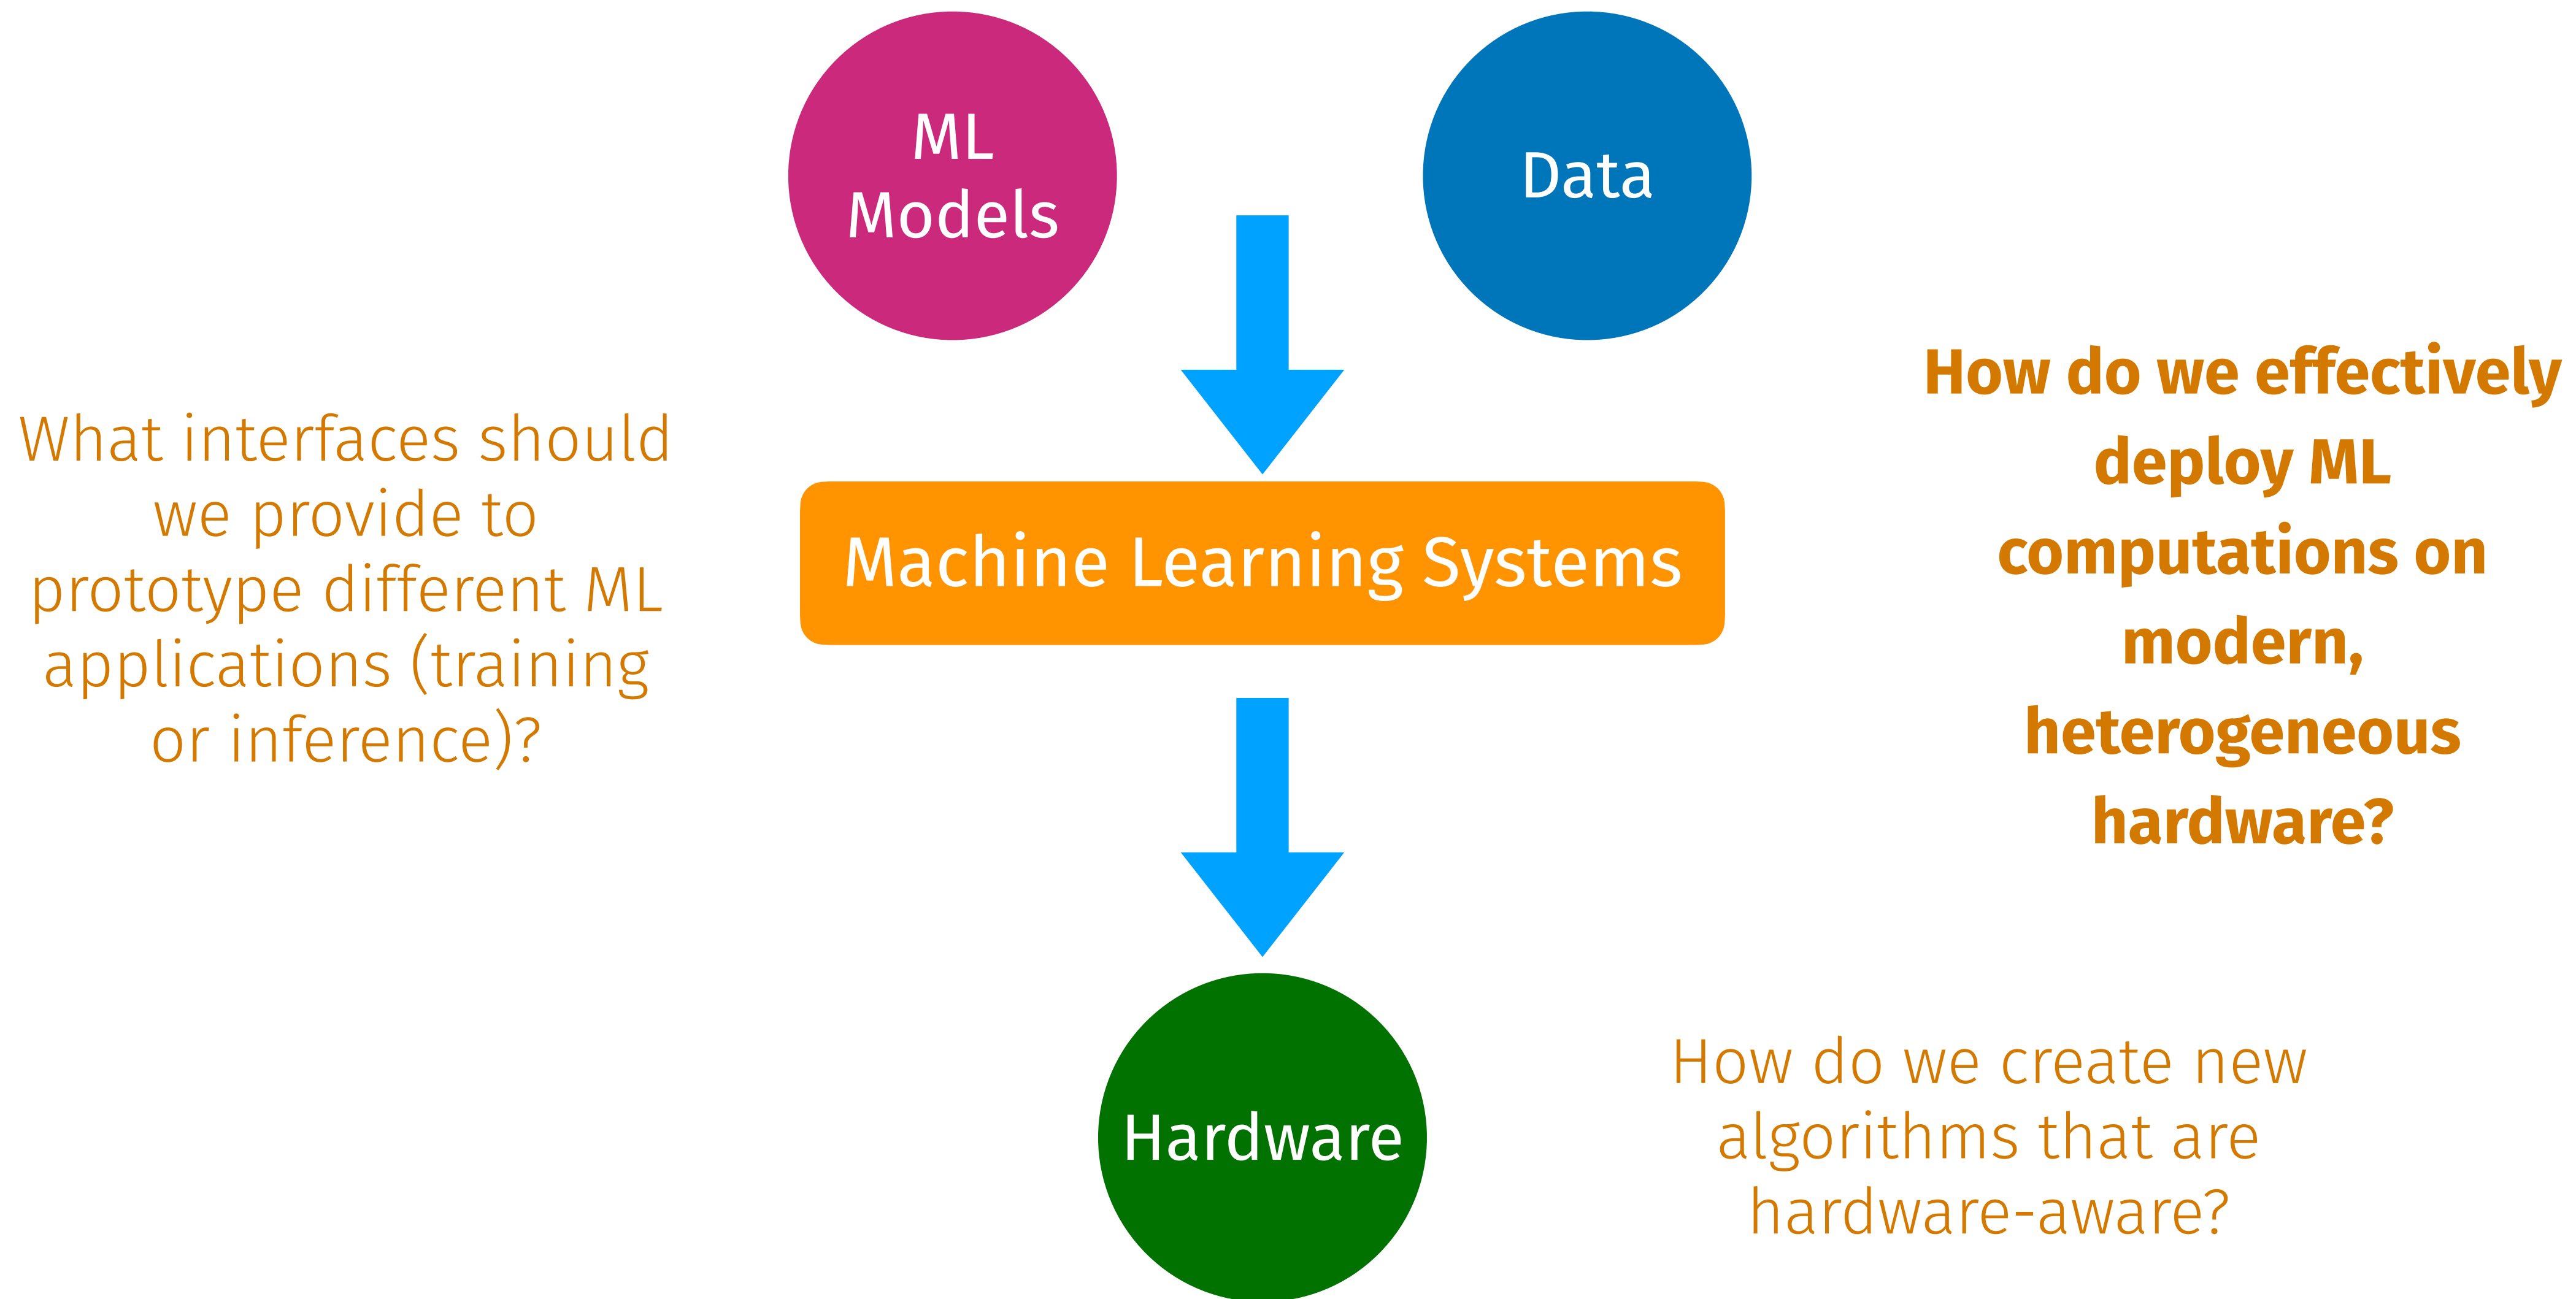 ML
Models
Data
What interfaces should
we provide to
prototype different ML
applications (training
or inference)?
Machine Learning Systems
How do we effectively
deploy ML
computations on
modern,
heterogeneous
hardware?
Hardware
How do we create new
algorithms that are
hardware-aware?